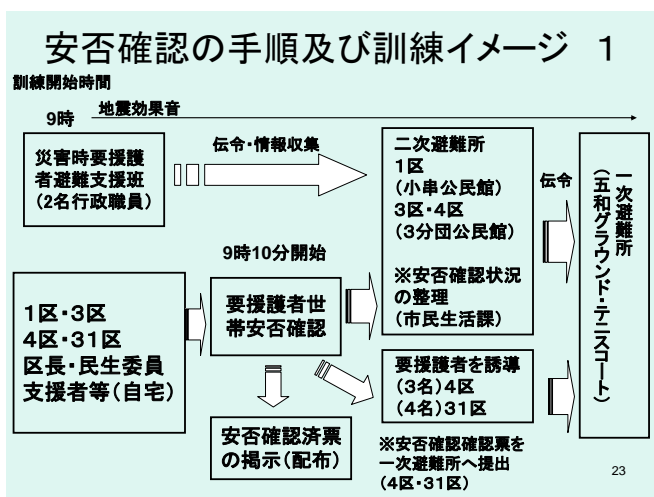 安否確認の手順及び訓練イメージ 1
訓練開始時間
9時
地震効果音
災害時要援護
者避難支援班
(2名行政職員)
伝令・情報収集
二次避難所
1区
(小串公民館)
3区・4区
(3分団公民館)
※安否確認状況
の整理
(市民生活課)
伝令
一次避難所
(五和グラウンド・テニスコート)
9時10分開始
1区・3区
4区・31区
区長・民生委員
支援者等(自宅)
要援護者世
帯安否確認
要援護者を誘導
(3名)4区
(4名)31区
安否確認済票
の掲示(配布)
※安否確認確認票を
一次避難所へ提出
(4区・31区)
23